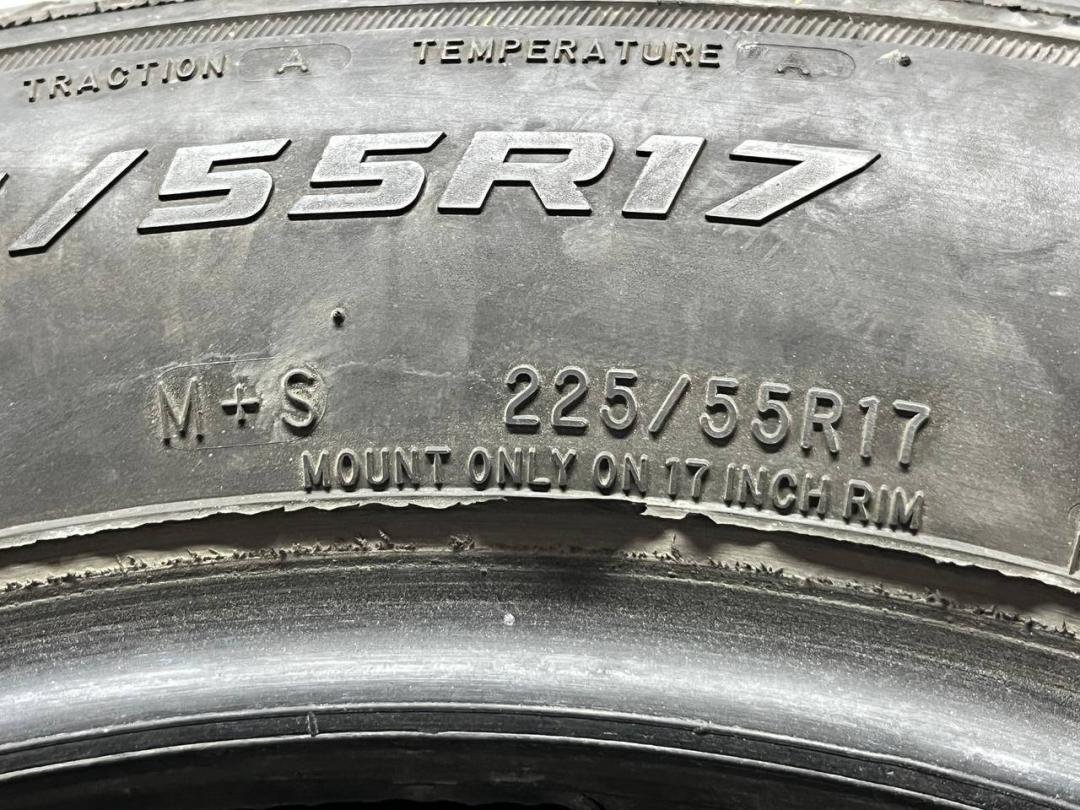 TRACTION A TEMPERATURE A
/55R17
M+S 225/55R17
MOUNT ONLY ON 17 INCH RIM